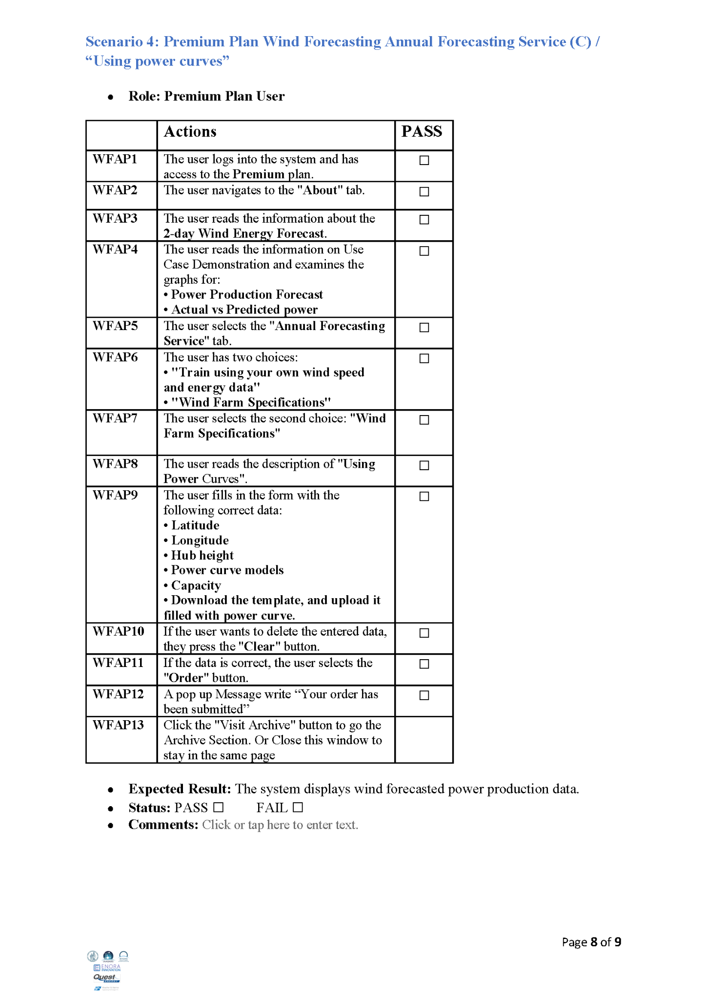 Scenario 4: Premium Plan Wind Forecasting Annual Forecasting Service (C) /
“Using power curves”
• Role: Premium Plan User
Actions PASS
WFAP1 The user logs into the system and has ☐
access to the Premium plan.
WFAP2 The user navigates to the "About" tab. ☐
WFAP3 The user reads the information about the ☐
2-day Wind Energy Forecast.
WFAP4 The user reads the information on Use ☐
Case Demonstration and examines the
graphs for:
• Power Production Forecast
• Actual vs Predicted power
WFAP5 The user selects the "Annual Forecasting ☐
Service" tab.
WFAP6 The user has two choices: ☐
• "Train using your own wind speed
and energy data"
• "Wind Farm Specifications"
WFAP7 The user selects the second choice: "Wind ☐
Farm Specifications"
WFAP8 The user reads the description of "Using ☐
Power Curves".
WFAP9 The user fills in the form with the ☐
following correct data:
• Latitude
• Longitude
• Hub height
• Power curve models
• Capacity
• Download the template, and upload it
filled with power curve.
WFAP10 If the user wants to delete the entered data, ☐
they press the "Clear" button.
WFAP11 If the data is correct, the user selects the ☐
"Order" button.
WFAP12 A pop up Message write “Your order has ☐
been submitted”
WFAP13 Click the "Visit Archive" button to go the
Archive Section. Or Close this window to
stay in the same page
• Expected Result: The system displays wind forecasted power production data.
• Status: PASS ☐ FAIL ☐
• Comments: Click or tap here to enter text.
Page 8 of 9
IAASARS
ENORA
INNOVATION
Quest
ENERGY